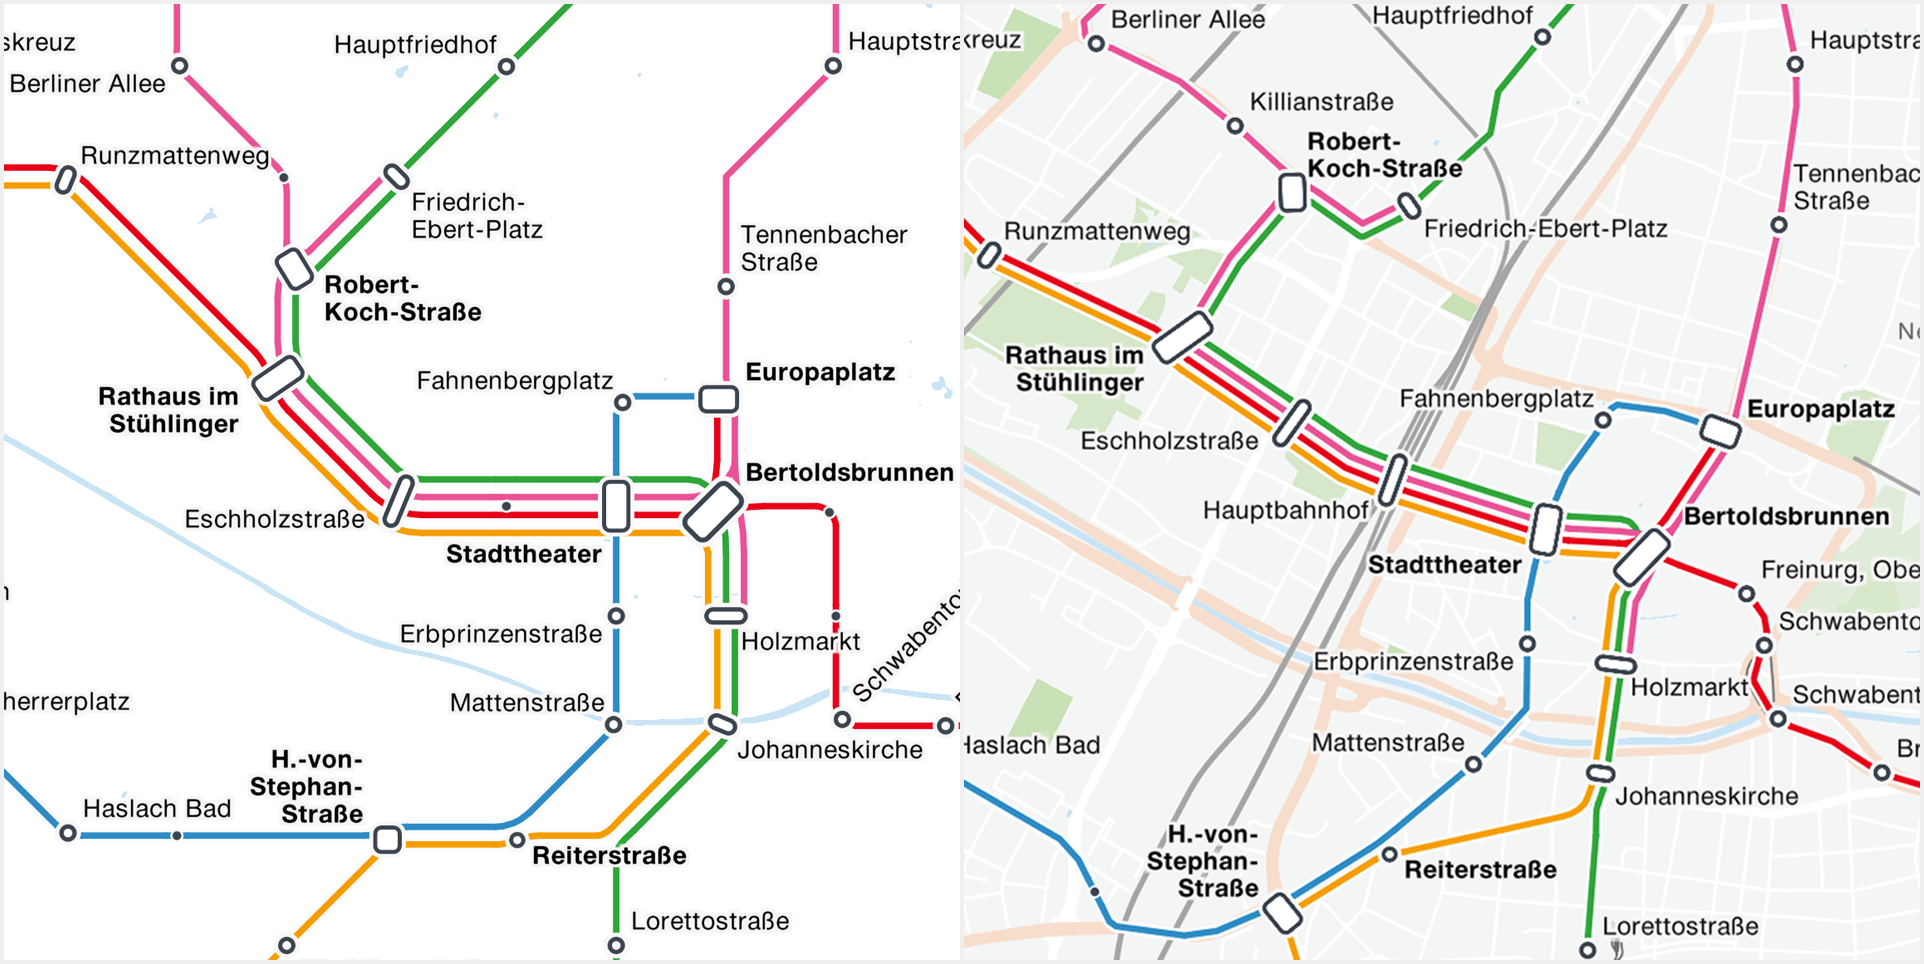 skreuz
Berliner Allee
Hauptfriedhof
Hauptstra
Runzmattenweg
Friedrich-
Ebert-Platz
Robert-
Koch-Straße
Tennenbacher
Straße
Rathaus im
Stühlinger
Fahnenbergplatz
Europaplatz
Bertoldsbrunnen
Eschholzstraße
Stadttheater
Erbprinzenstraße
Holzmarkt
Schwabento
herrerplatz
Mattenstraße
Johanneskirche
H.-von-
Stephan-
Straße
Haslach Bad
Reiterstraße
Lorettostraße
Berliner Allee
kreuz
Hauptfriedhof
Hauptstra
Killianstraße
Robert-
Koch-Straße
Tennenbac
Straße
Runzmattenweg
Friedrich-Ebert-Platz
Rathaus im
Stühlinger
Ne
Fahnenbergplatz
Europaplatz
Eschholzstraße
Hauptbahnhof
Bertoldsbrunnen
Stadttheater
Freinurg, Obe
Schwabento
Erbprinzenstraße
Holzmarkt
Schwabent
Haslach Bad
Mattenstraße
Br
Johanneskirche
H.-von-
Stephan-
Straße
Reiterstraße
Lorettostraße